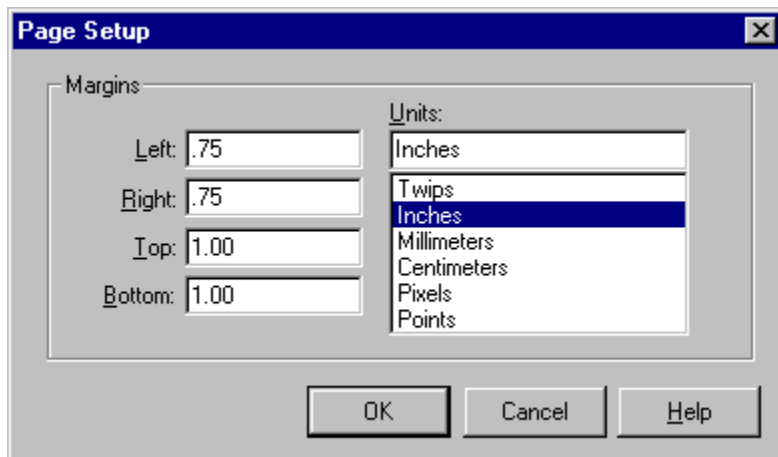 Page Setup
Margins
Units:
Left: .75
Inches
Right: .75
Twips
Inches
Top: 1.00
Millimeters
Centimeters
Bottom: 1.00
Pixels
Points
OK Cancel Help